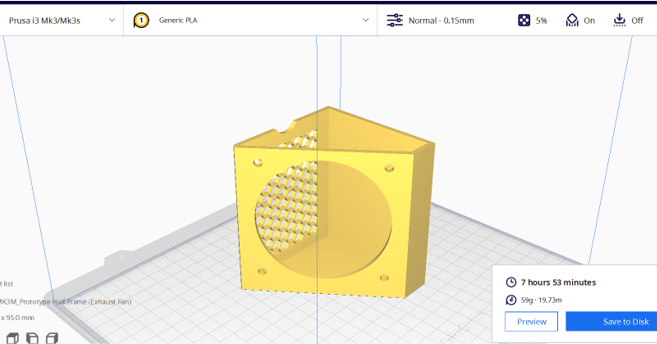 Prusa i3 Mk3/Mk3s
1
Generic PLA
Normal - 0.15mm
5%
On
Off
7 hours 53 minutes
59g · 19.73m
Preview
Save to Disk
t list
MK3M_Prototype Half Frame (Exhaust Fan)
x 95.0 mm